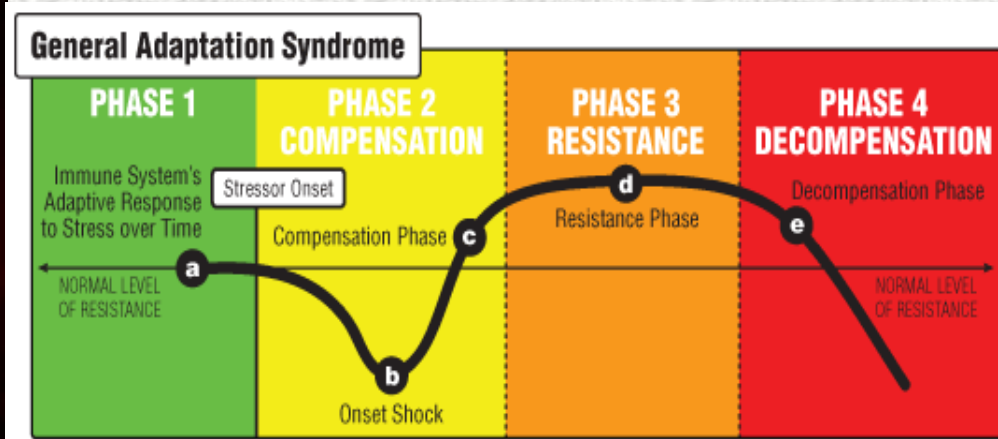 General Adaptation Syndrome
PHASE 1
PHASE 2
COMPENSATION
PHASE 3
RESISTANCE
PHASE 4
DECOMPENSATION
Immune System's
Adaptive Response
to Stress over Time
Stressor Onset
Compensation Phase
Resistance Phase
Decompensation Phase
a
b
c
d
e
NORMAL LEVEL
OF RESISTANCE
NORMAL LEVEL
OF RESISTANCE
Onset Shock